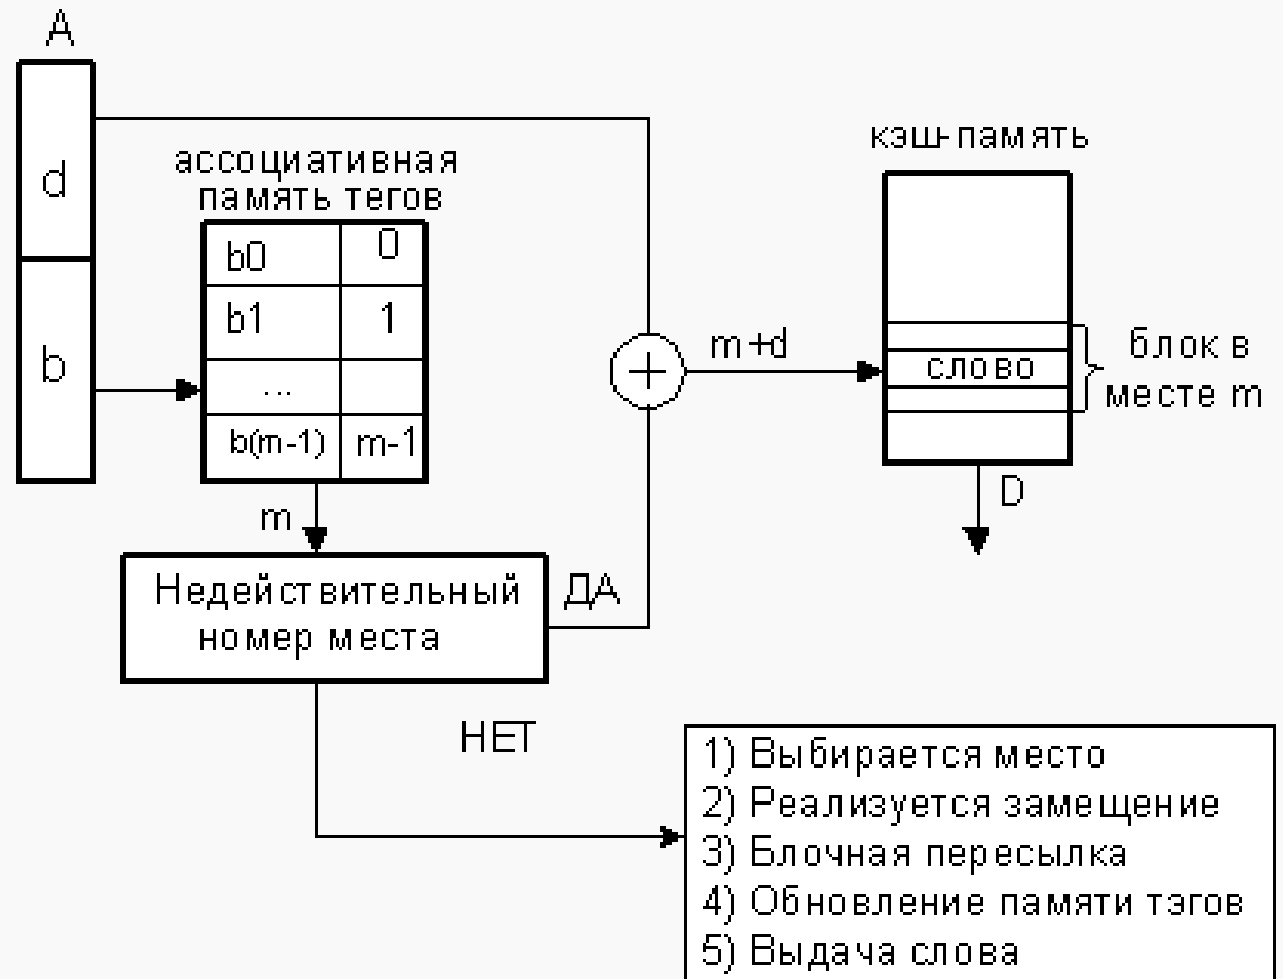 A
d
b
ассоциативная
память тегов
b0 0
b1 1
...
b(m-1) m-1
m
Недействительный
номер места
ДА
НЕТ
+
m+d
кэш-память
слово
блок в
месте m
D
1) Выбирается место
2) Реализуется замещение
3) Блочная пересылка
4) Обновление памяти тэгов
5) Выдача слова